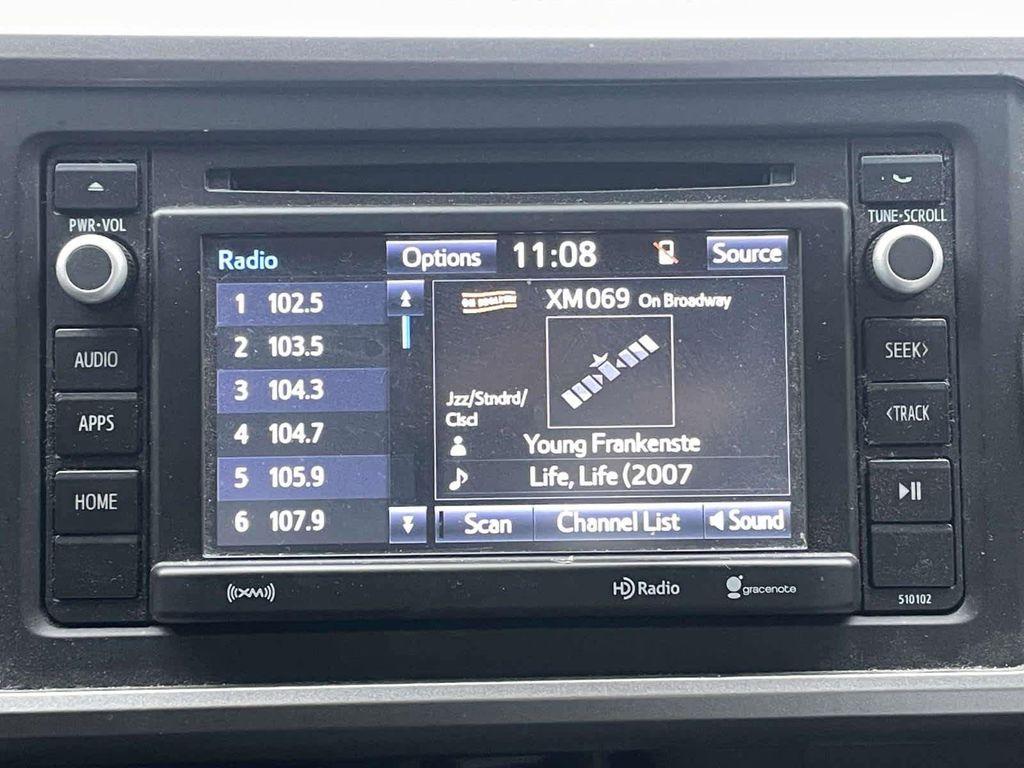 PWR•VOL
TUNE•SCROLL
Radio
Options
11:08
Source
1 102.5
2 103.5
3 104.3
4 104.7
5 105.9
6 107.9
XM069 On Broadway
Jzz/Stndrd/
Clscl
Young Frankenste
Life, Life (2007
Scan
Channel List
Sound
AUDIO
APPS
HOME
SEEK>
<TRACK
((XM))
HD Radio
gracenote
510102